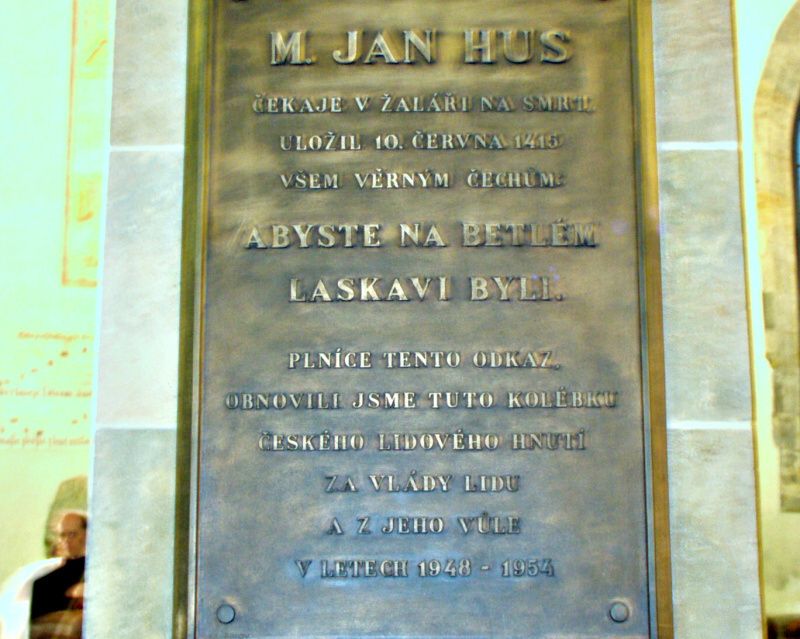 M. JAN HUS
ČEKAJE V ŽALÁŘI NA SMRT,
ULOŽIL 10. ČERVNA 1415
VŠEM VĚRNÝM ČECHŮM:
ABYSTE NA BETLÉM
LASKAVI BYLI.
PLNÍCE TENTO ODKAZ,
OBNOVILI JSME TUTO KOLÉBKU
ČESKÉHO LIDOVÉHO HNUTÍ
ZA VLÁDY LIDU
A Z JEHO VŮLE
V LETECH 1948 - 1954